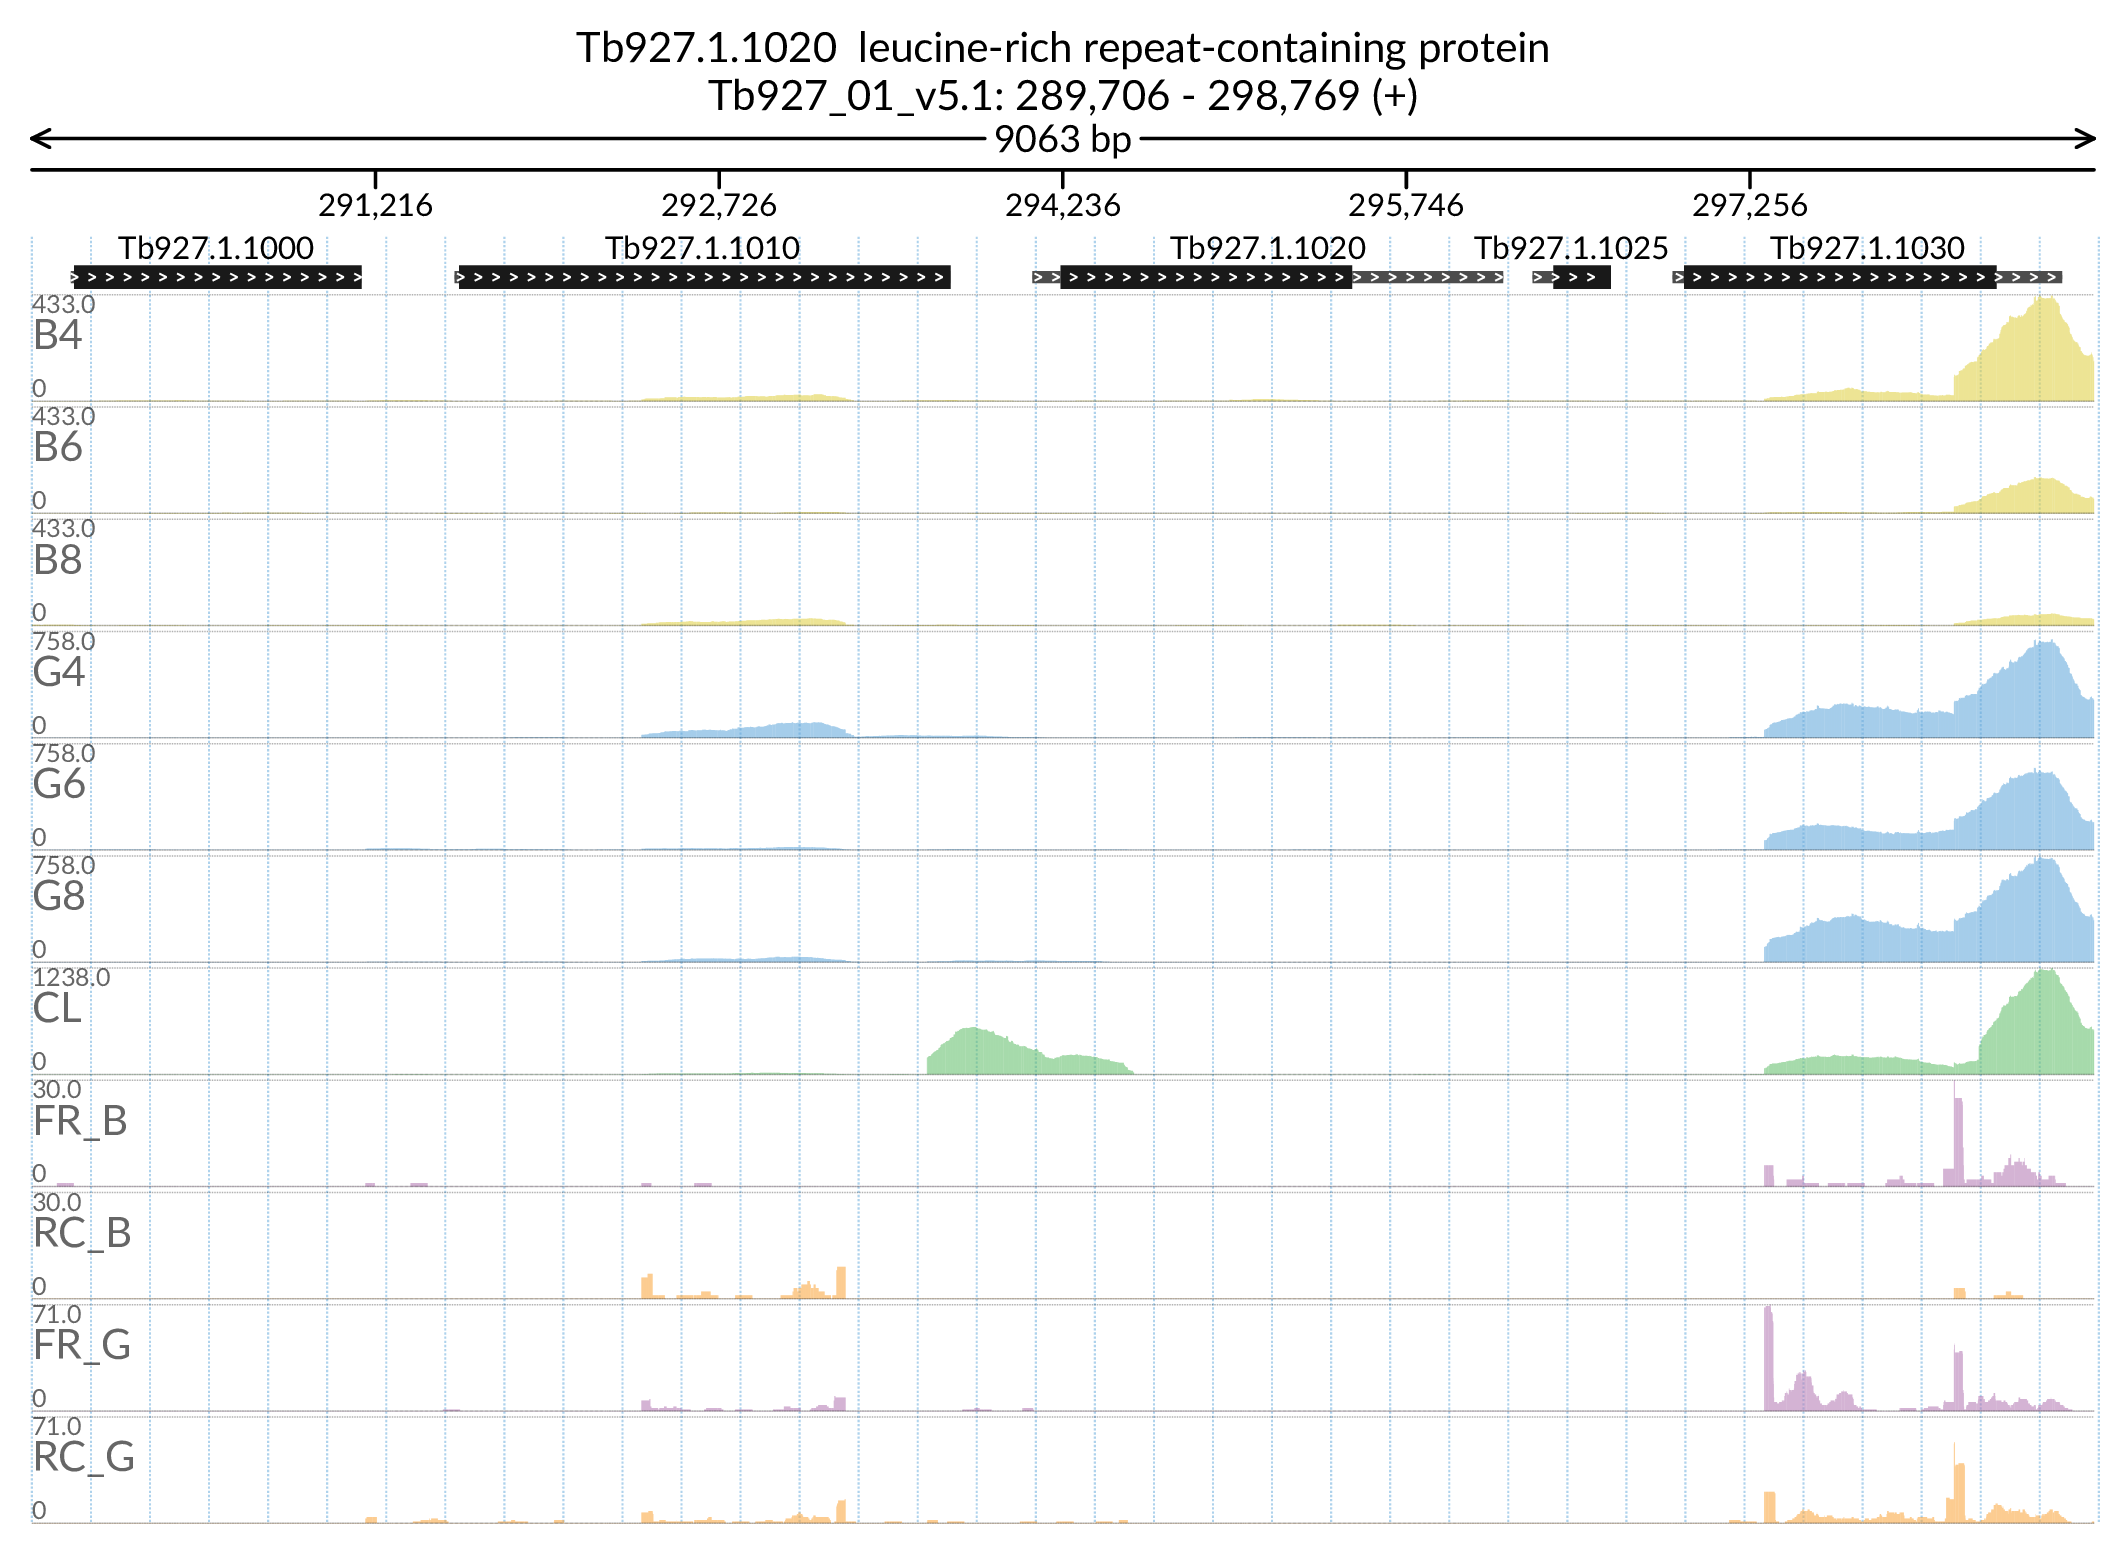 Tb927.1.1020  leucine-rich repeat-containing protein
Tb927_01_v5.1: 289,706 - 298,769 (+)
9063 bp
291,216 292,726 294,236 295,746 297,256
Tb927.1.1000 Tb927.1.1010 Tb927.1.1020 Tb927.1.1025 Tb927.1.1030
433.0
B4
0
433.0
B6
0
433.0
B8
0
758.0
G4
0
758.0
G6
0
758.0
G8
0
1238.0
CL
0
30.0
FR_B
0
30.0
RC_B
0
71.0
FR_G
0
71.0
RC_G
0